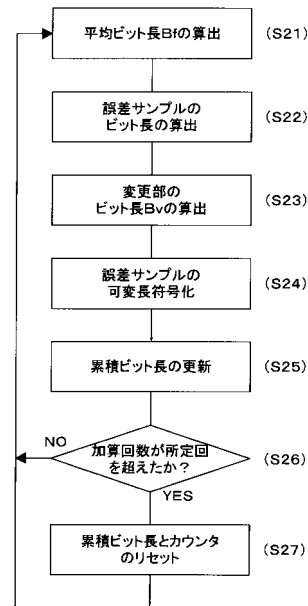 平均ビット長Bfの算出
(S21)
誤差サンプルの
ビット長の算出
(S22)
変更部の
ビット長Bvの算出
(S23)
誤差サンプルの
可変長符号化
(S24)
累積ビット長の更新
(S25)
NO
加算回数が所定回
を超えたか？
(S26)
YES
累積ビット長とカウンタ
のリセット
(S27)